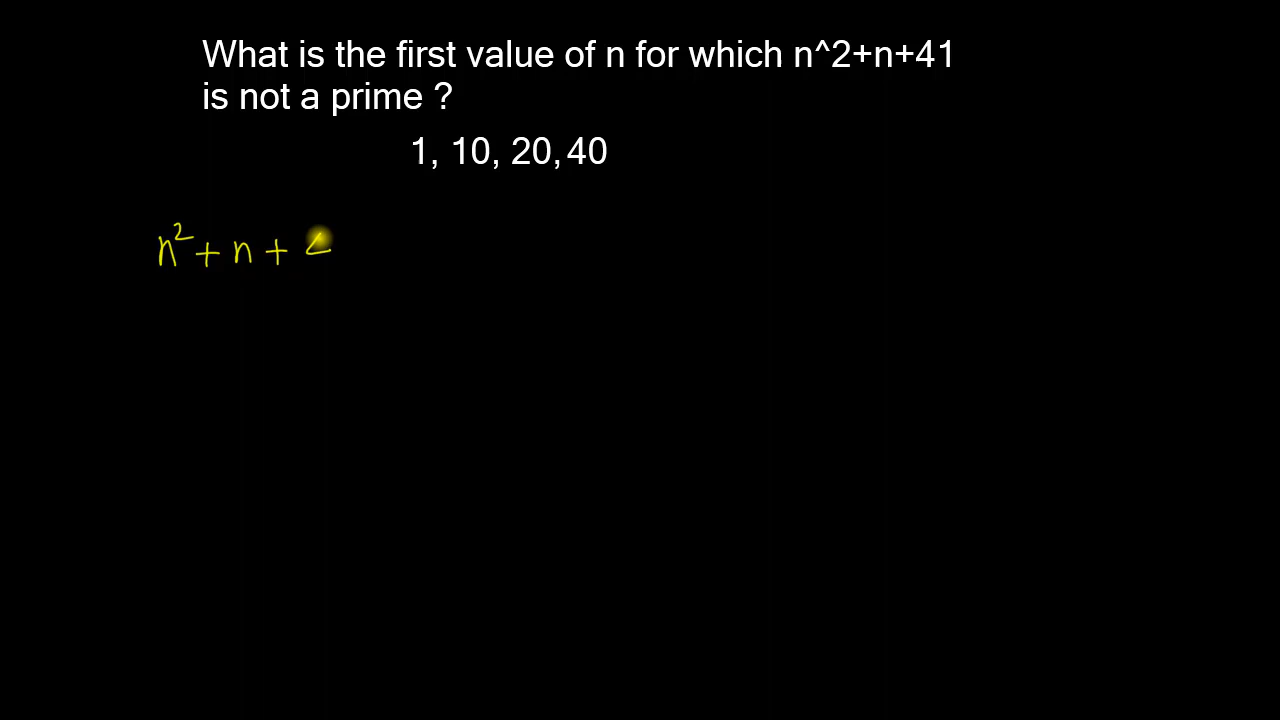 What is the first value of n for which n^2+n+41
is not a prime ?
1, 10, 20, 40
n² + n +